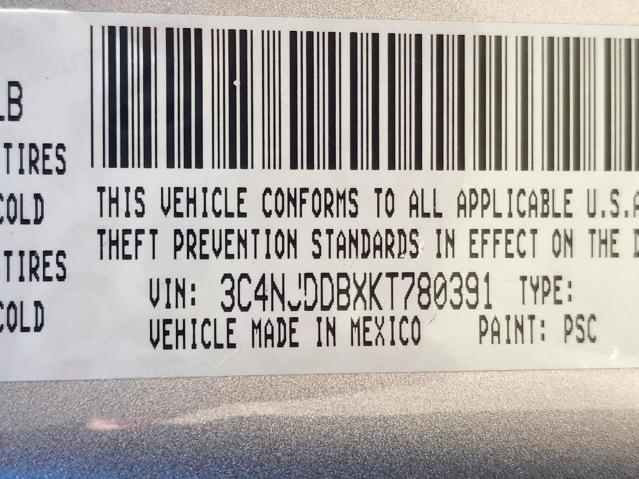 LB
TIRES
COLD
TIRES
COLD
THIS VEHICLE CONFORMS TO ALL APPLICABLE U.S.A
THEFT PREVENTION STANDARDS IN EFFECT ON THE D
VIN: 3C4NJDDBXKT780391 TYPE:
VEHICLE MADE IN MEXICO PAINT: PSC